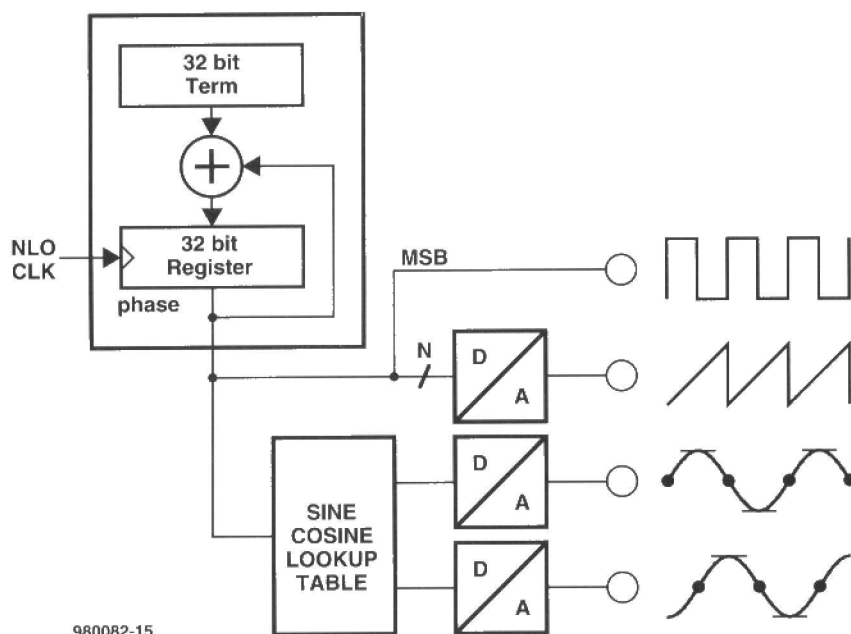 32 bit
Term
+
NLO
CLK
32 bit
Register
phase
MSB
N
D
A
SINE
COSINE
LOOKUP
TABLE
D
A
D
A
980082-15